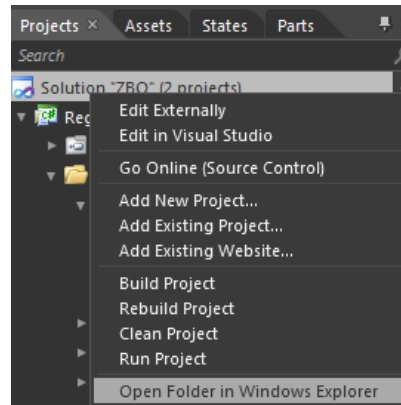 Projects × Assets States Parts
Search
Solution "ZBQ" (2 projects)
C# Reg
Edit Externally
Edit in Visual Studio
Go Online (Source Control)
Add New Project...
Add Existing Project...
Add Existing Website...
Build Project
Rebuild Project
Clean Project
Run Project
Open Folder in Windows Explorer